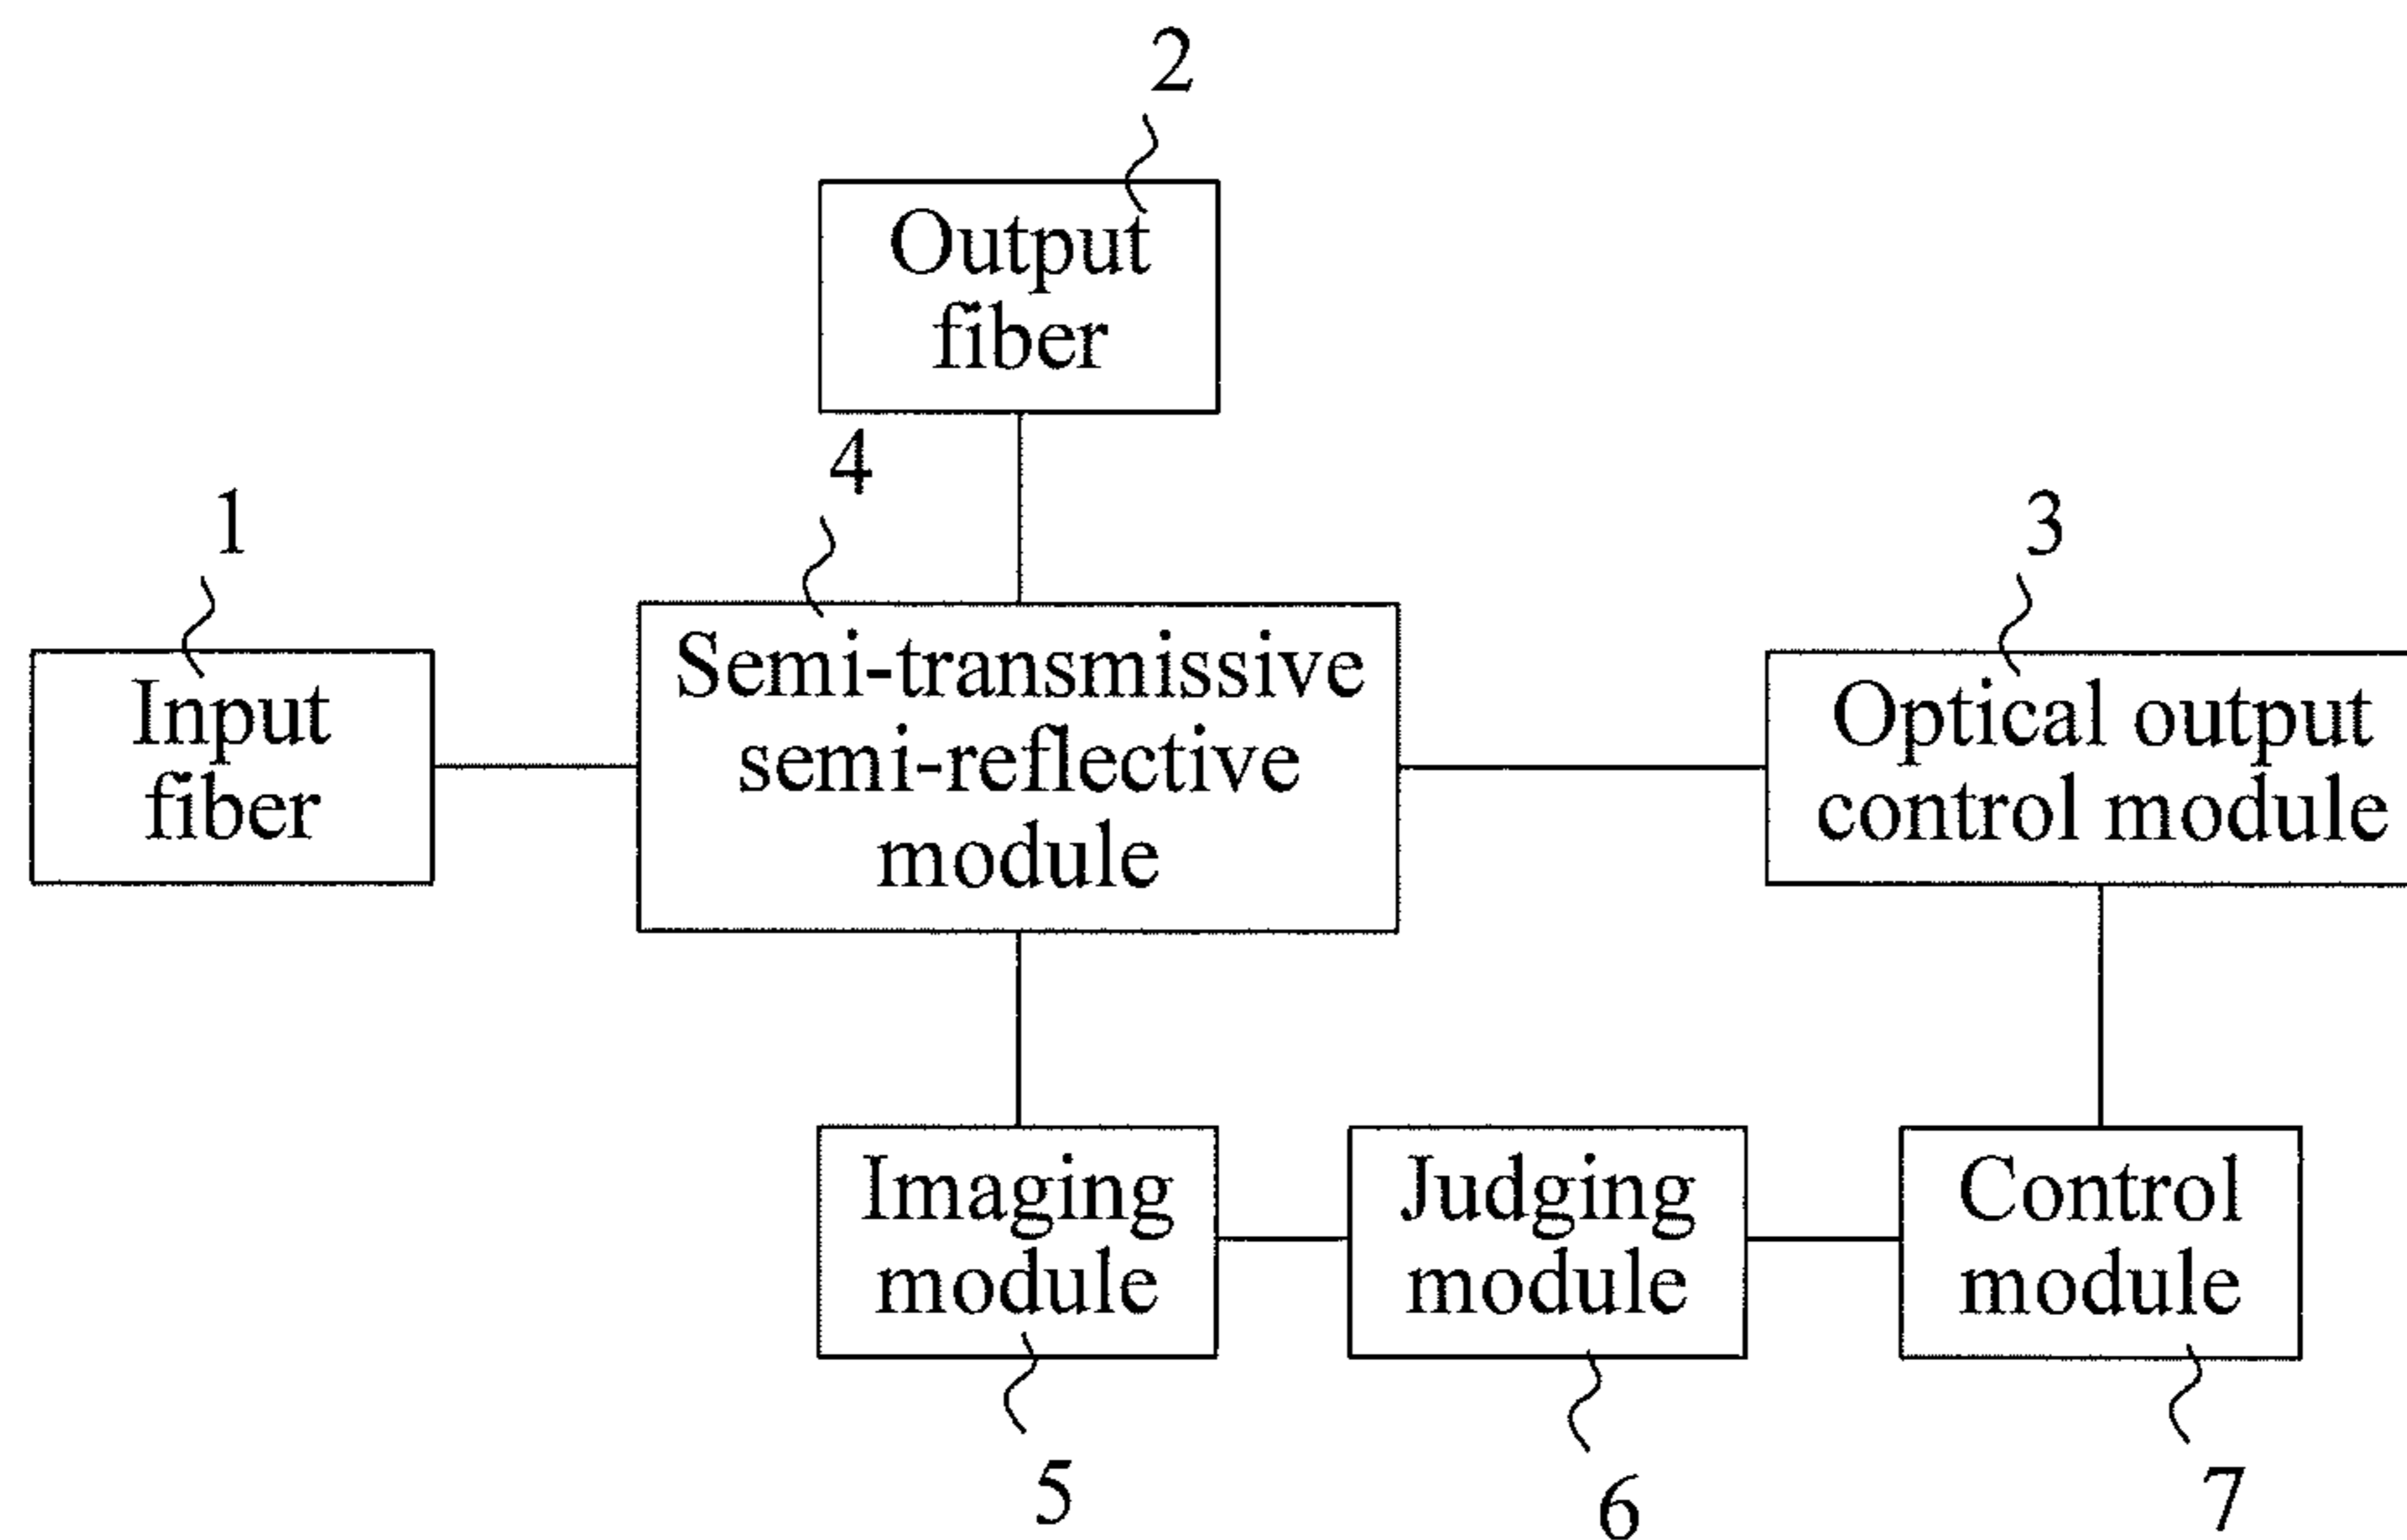 2
Output
fiber
4
1
3
Input
fiber
Semi-transmissive
semi-reflective
module
Optical output
control module
Imaging
module
Judging
module
Control
module
5
6
7